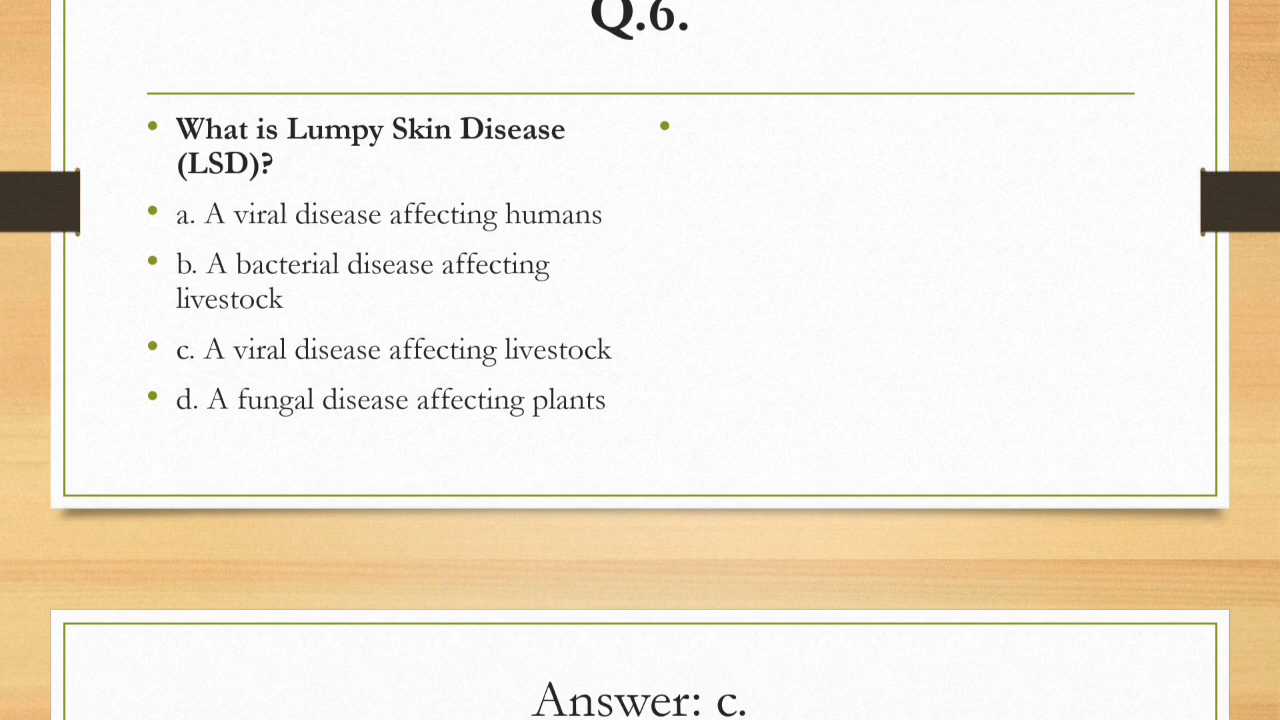 Q.6.
What is Lumpy Skin Disease
(LSD)?
a. A viral disease affecting humans
b. A bacterial disease affecting
livestock
c. A viral disease affecting livestock
d. A fungal disease affecting plants
Answer: c.